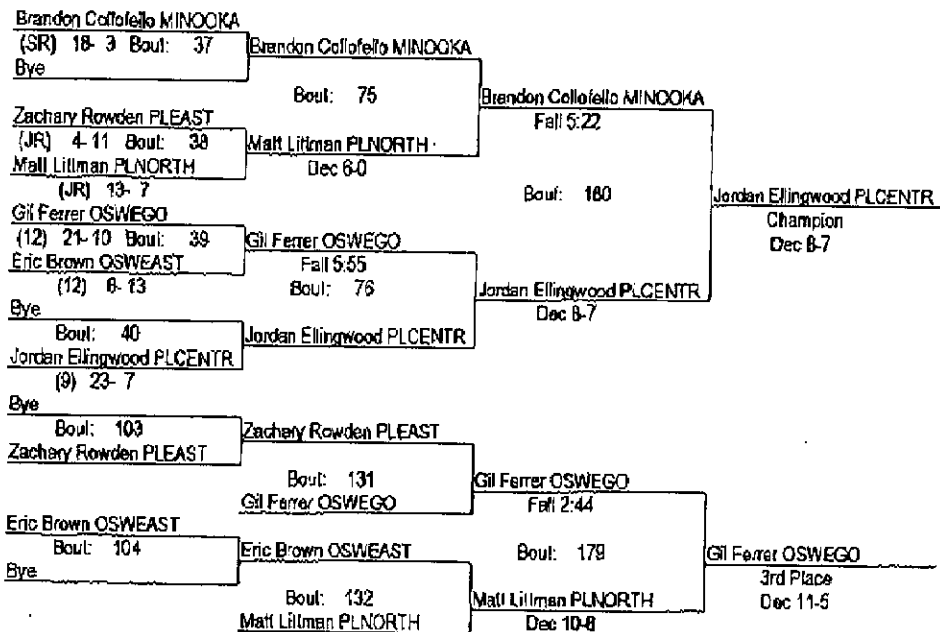 Brandon Collofello MINOOKA
(SR) 18- 3 Bout: 37
Bye
Brandon Collofello MINOOKA
Bout: 75
Zachary Rowden PLEAST
(JR) 4-11 Bout: 38
Matt Littman PLNORTH
(JR) 13- 7
Matt Littman PLNORTH
Dec 6-0
Brandon Collofello MINOOKA
Fall 5:22
Bout: 180
Gil Ferrer OSWEGO
(12) 21-10 Bout: 39
Eric Brown OSWEAST
(12) 6-13
Gil Ferrer OSWEGO
Fall 5:55
Bout: 76
Bye
Bout: 40
Jordan Ellingwood PLCENTR
(9) 23- 7
Jordan Ellingwood PLCENTR
Jordan Ellingwood PLCENTR
Dec 8-7
Jordan Ellingwood PLCENTR
Champion
Dec 8-7
Bye
Bout: 103
Zachary Rowden PLEAST
Zachary Rowden PLEAST
Bout: 131
Gil Ferrer OSWEGO
Gil Ferrer OSWEGO
Fall 2:44
Bout: 179
Eric Brown OSWEAST
Bout: 104
Bye
Eric Brown OSWEAST
Bout: 132
Matt Littman PLNORTH
Matt Littman PLNORTH
Dec 10-8
Gil Ferrer OSWEGO
3rd Place
Dec 11-5